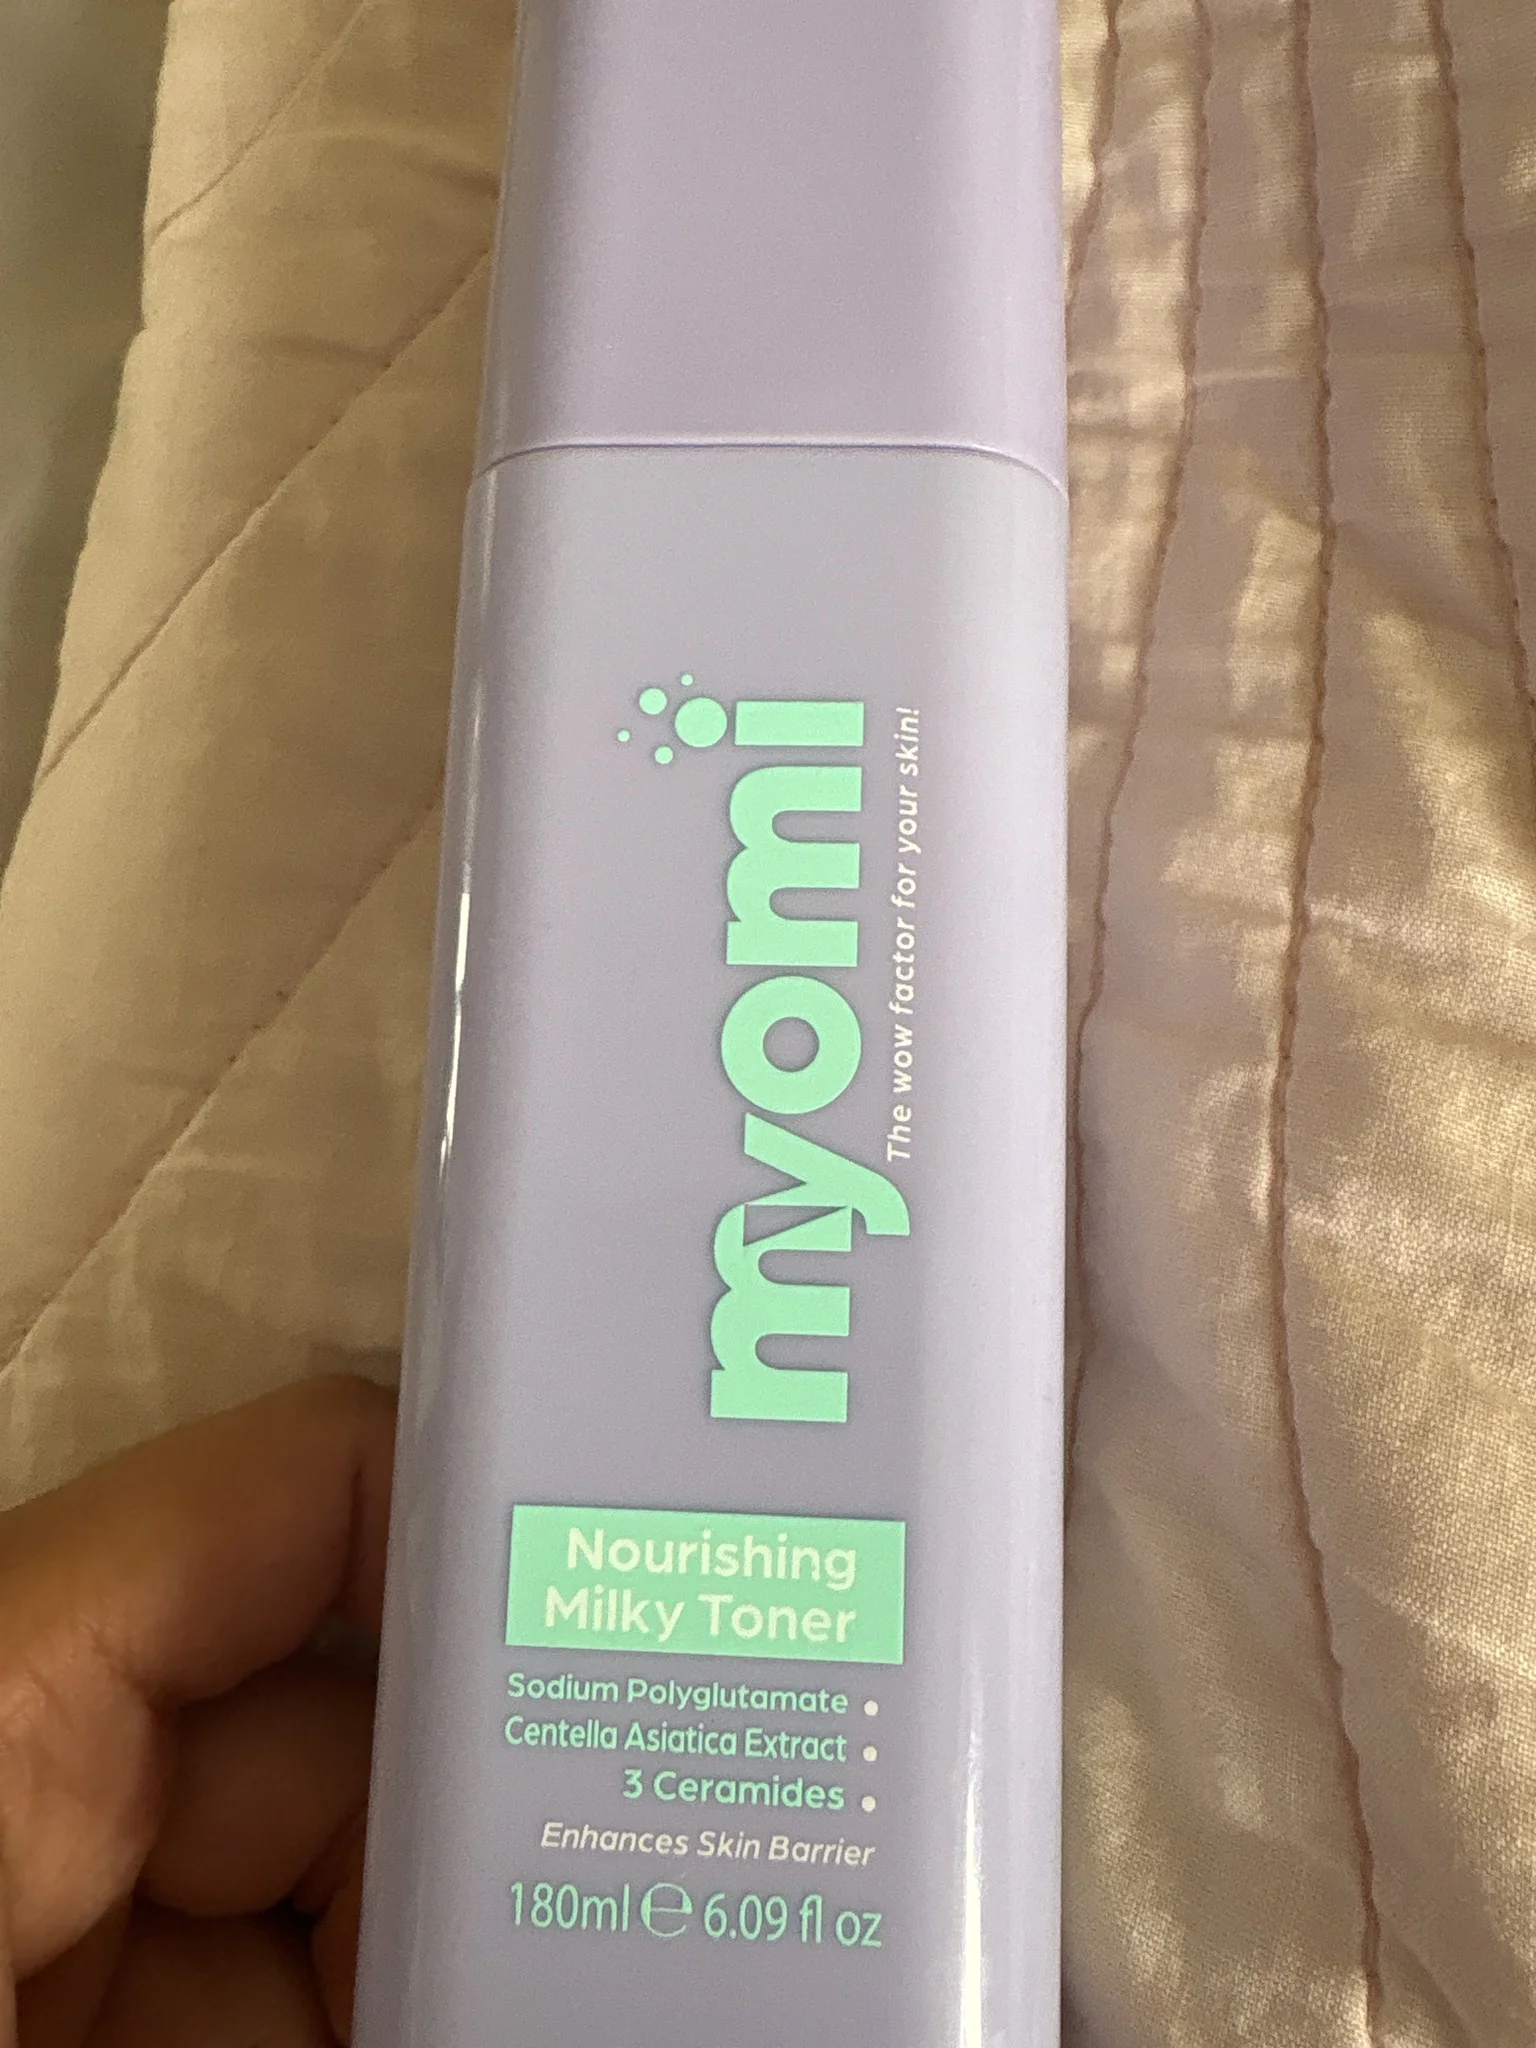 myomi
The wow factor for your skin!
Nourishing
Milky Toner
Sodium Polyglutamate •
Centella Asiatica Extract •
3 Ceramides •
Enhances Skin Barrier
180ml ℮ 6.09 fl oz